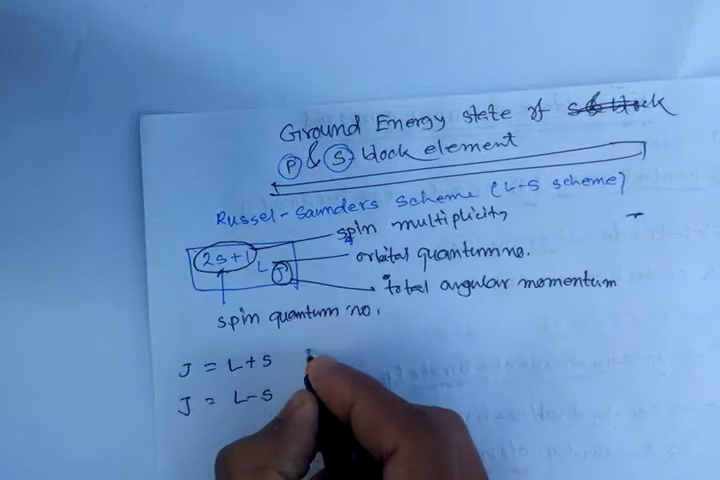 Ground Energy state of
P & S-block element
Russel-Saunders Scheme (L-S scheme)
spin multiplicity
2s+1
L
orbital quantum no.
J
total angular momentum
spin quantum no.
J = L+S
J = L-S